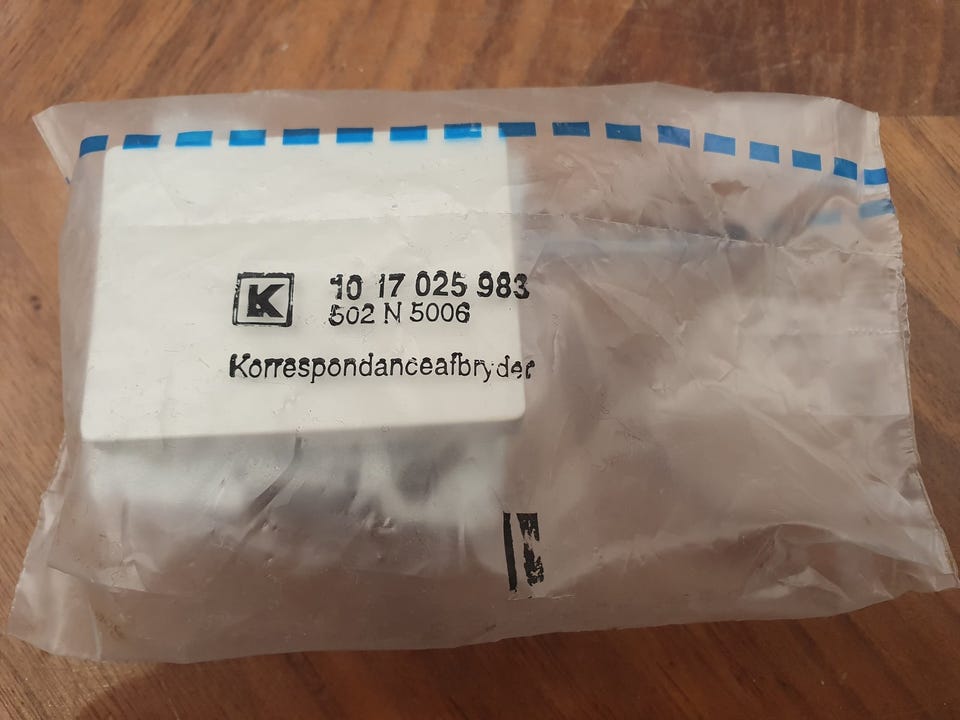 K 10 17 025 983
502 N 5006
Korrespondanceafbryder